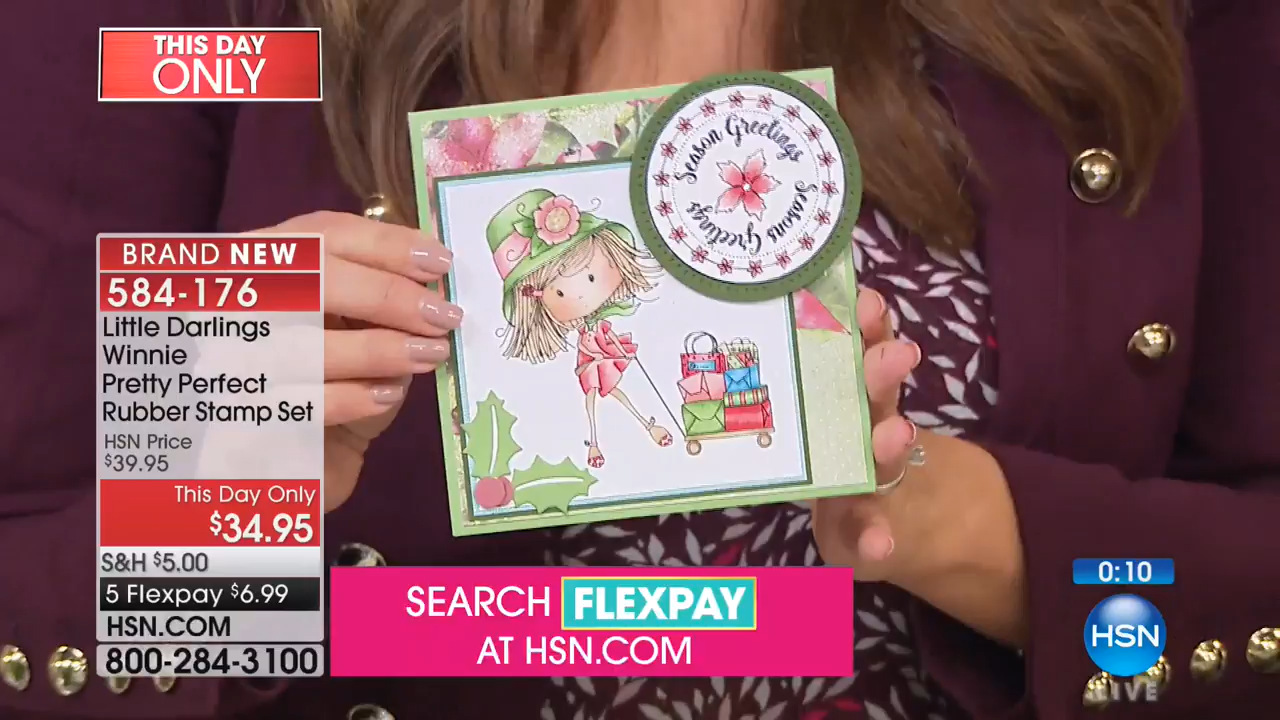 THIS DAY
ONLY
Season Greetings
Seasons Greetings
BRAND NEW
584-176
Little Darlings
Winnie
Pretty Perfect
Rubber Stamp Set
HSN Price
$39.95
This Day Only
$34.95
S&H $5.00
5 Flexpay $6.99
HSN.COM
800-284-3100
SEARCH FLEXPAY
AT HSN.COM
0:10
HSN
LIVE